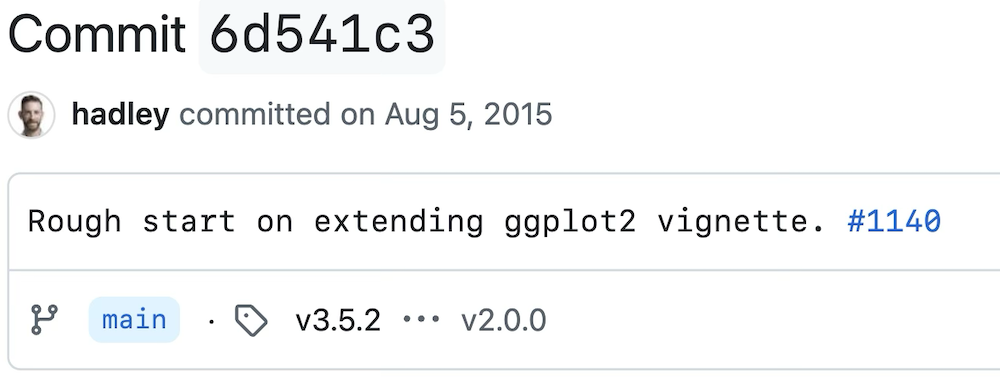 Commit 6d541c3
hadley committed on Aug 5, 2015
Rough start on extending ggplot2 vignette. #1140
main · v3.5.2 ··· v2.0.0